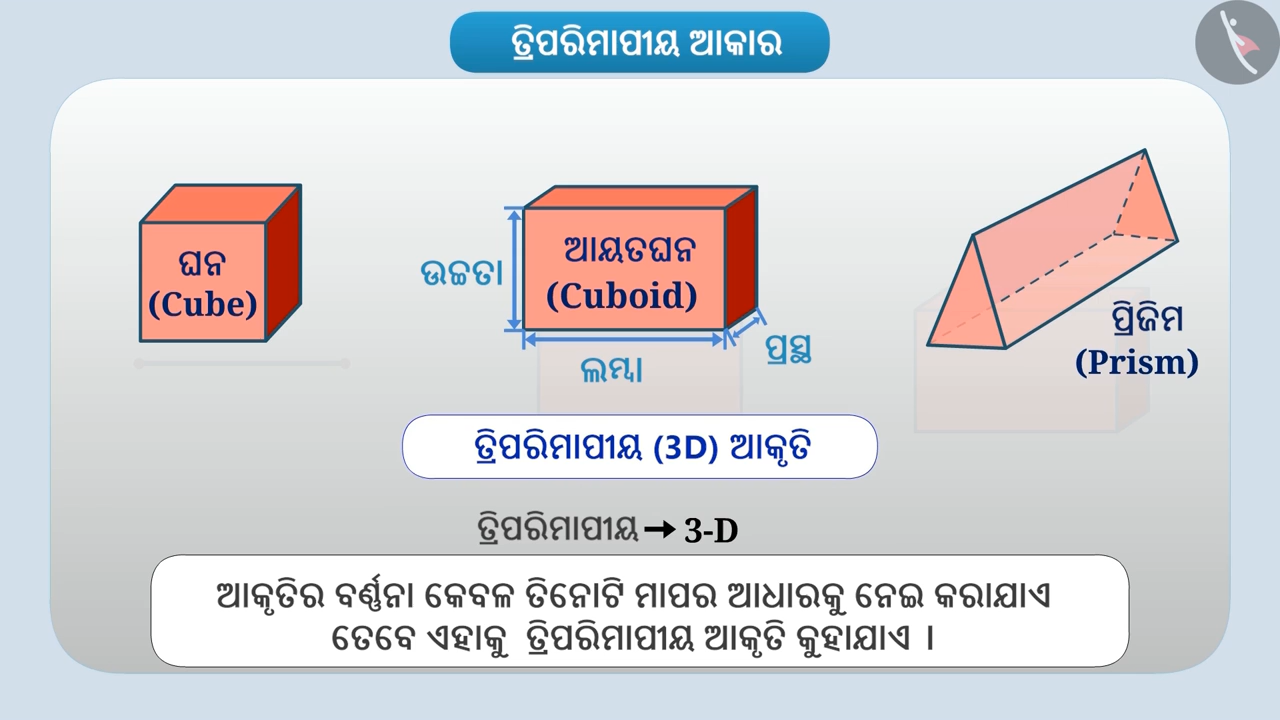 ତ୍ରିପରିମାପୀୟ ଆକାର
ଘନ
(Cube)
ଉଚ୍ଚତା
ଆୟତଘନ
(Cuboid)
ଲମ୍ବା
ପ୍ରସ୍ଥ
ପ୍ରିଜିମ
(Prism)
ତ୍ରିପରିମାପୀୟ (3D) ଆକୃତି
ତ୍ରିପରିମାପୀୟ → 3-D
ଆକୃତିର ବର୍ଣ୍ଣନା କେବଳ ତିନୋଟି ମାପର ଆଧାରକୁ ନେଇ କରାଯାଏ
ତେବେ ଏହାକୁ ତ୍ରିପରିମାପୀୟ ଆକୃତି କୁହାଯାଏ ।